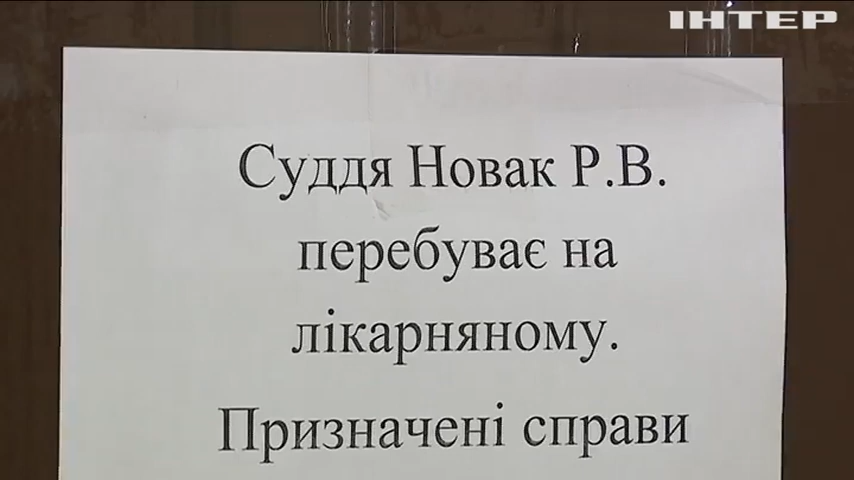 ІНТЕР
Суддя Новак Р.В.
перебуває на
лікарняному.
Призначені справи